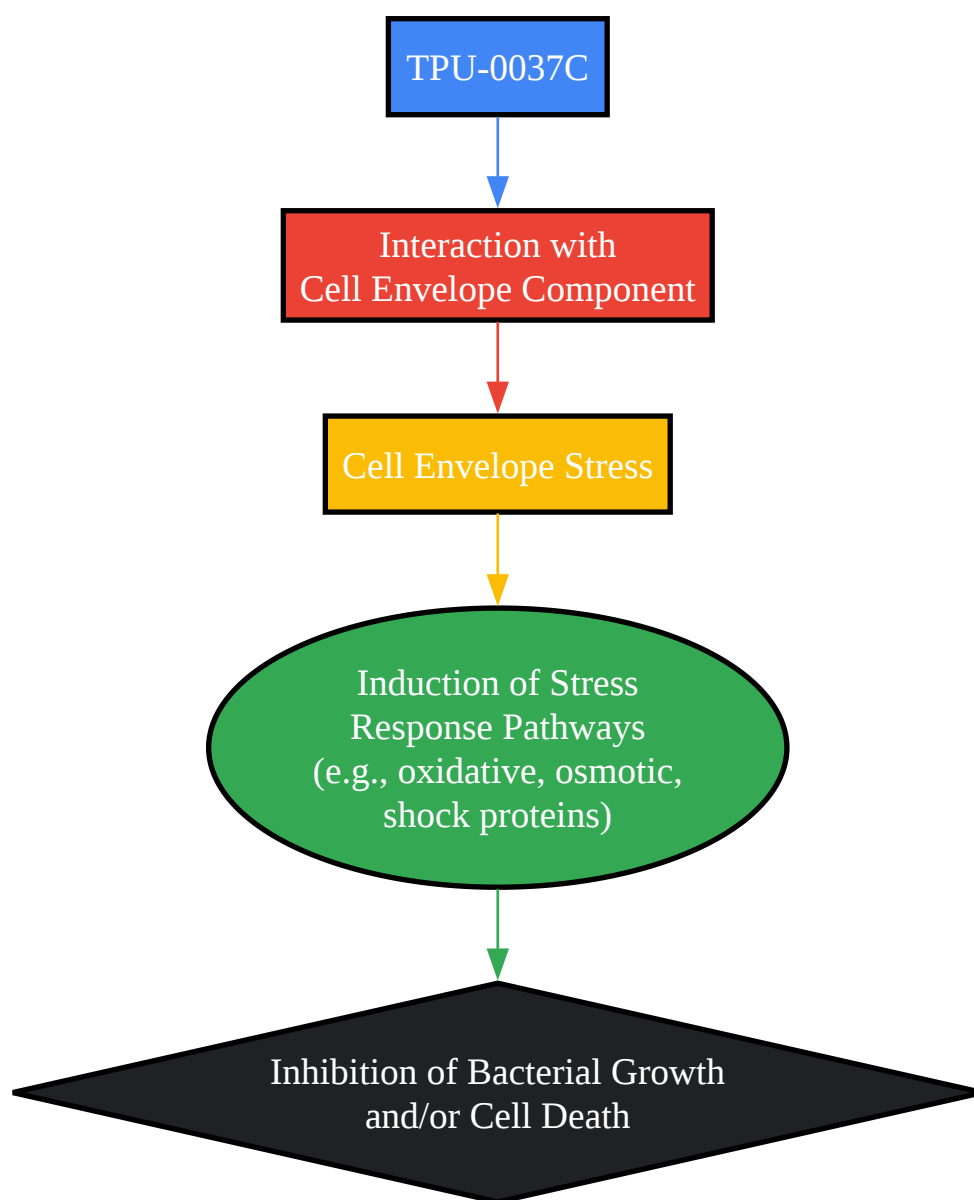 TPU-0037C
Interaction with
Cell Envelope Component
Cell Envelope Stress
Induction of Stress
Response Pathways
(e.g., oxidative, osmotic,
shock proteins)
Inhibition of Bacterial Growth
and/or Cell Death